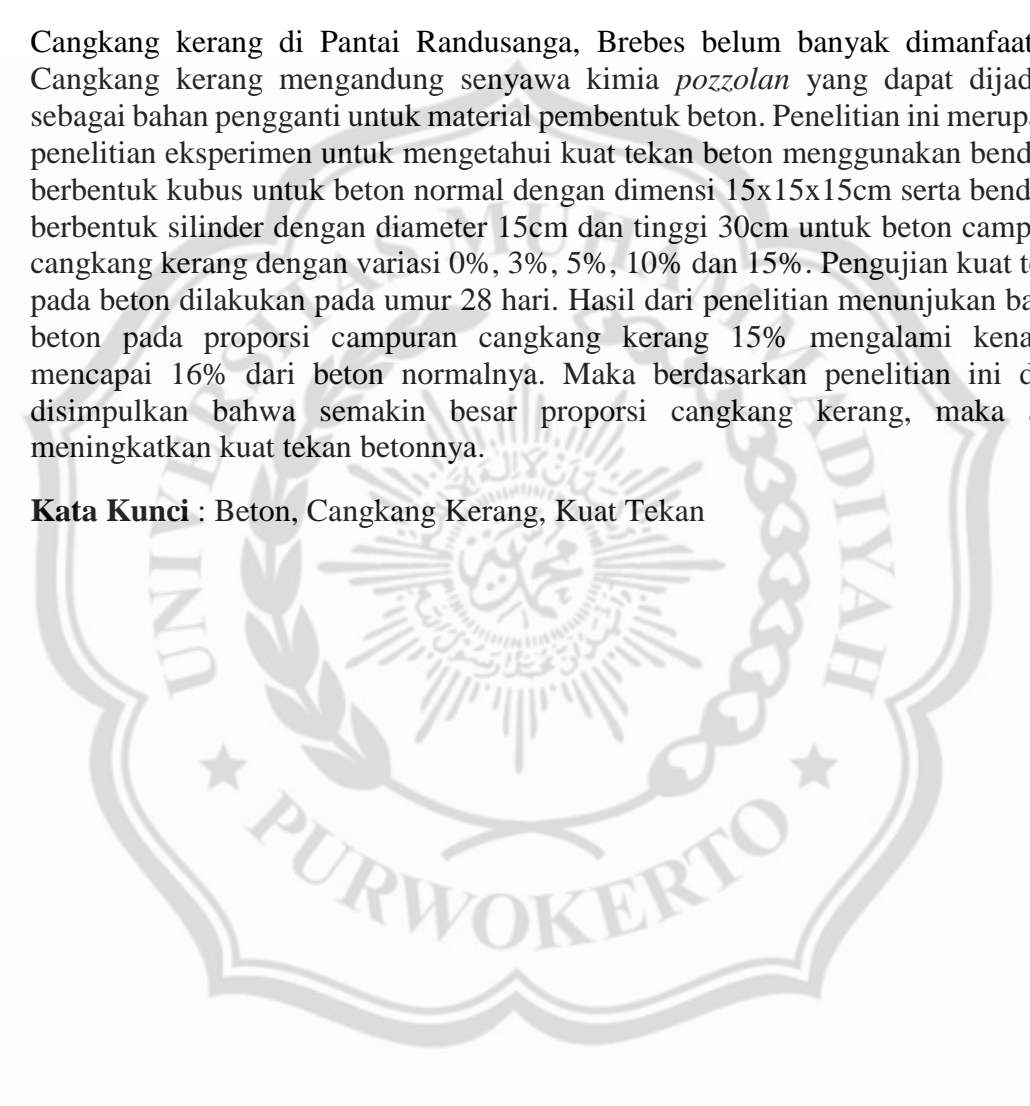 Cangkang kerang di Pantai Randusanga, Brebes belum banyak dimanfaat
Cangkang kerang mengandung senyawa kimia pozzolan yang dapat dijad
sebagai bahan pengganti untuk material pembentuk beton. Penelitian ini merup
penelitian eksperimen untuk mengetahui kuat tekan beton menggunakan bend
berbentuk kubus untuk beton normal dengan dimensi 15x15x15cm serta bend
berbentuk silinder dengan diameter 15cm dan tinggi 30cm untuk beton camp
cangkang kerang dengan variasi 0%, 3%, 5%, 10% dan 15%. Pengujian kuat t
pada beton dilakukan pada umur 28 hari. Hasil dari penelitian menunjukan ba
beton pada proporsi campuran cangkang kerang 15% mengalami kena
mencapai 16% dari beton normalnya. Maka berdasarkan penelitian ini d
disimpulkan bahwa semakin besar proporsi cangkang kerang, maka
meningkatkan kuat tekan betonnya.
Kata Kunci : Beton, Cangkang Kerang, Kuat Tekan
UNIVERSITAS MUHAMMADIYAH
PURWOKERTO